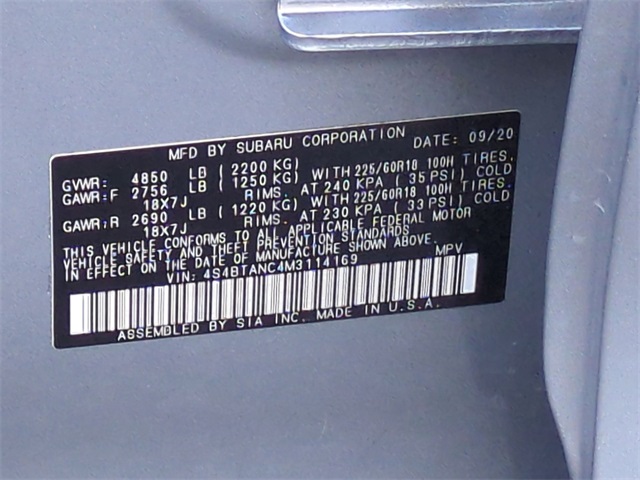 MFD BY SUBARU CORPORATION DATE: 09/20
GVWR: 4850 LB (2200 KG)
GAWR:F 2756 LB (1250 KG) WITH 225/60R18 100H TIRES,
18X7J RIMS, AT 240 KPA (35 PSI) COLD
GAWR:R 2690 LB (1220 KG) WITH 225/60R18 100H TIRES,
18X7J RIMS, AT 230 KPA (33 PSI) COLD
THIS VEHICLE CONFORMS TO ALL APPLICABLE FEDERAL MOTOR
VEHICLE SAFETY AND THEFT PREVENTION STANDARDS
IN EFFECT ON THE DATE OF MANUFACTURE SHOWN ABOVE.
VIN: 4S4BTANC4M3114169 MPV
ASSEMBLED BY SIA INC. MADE IN U.S.A.